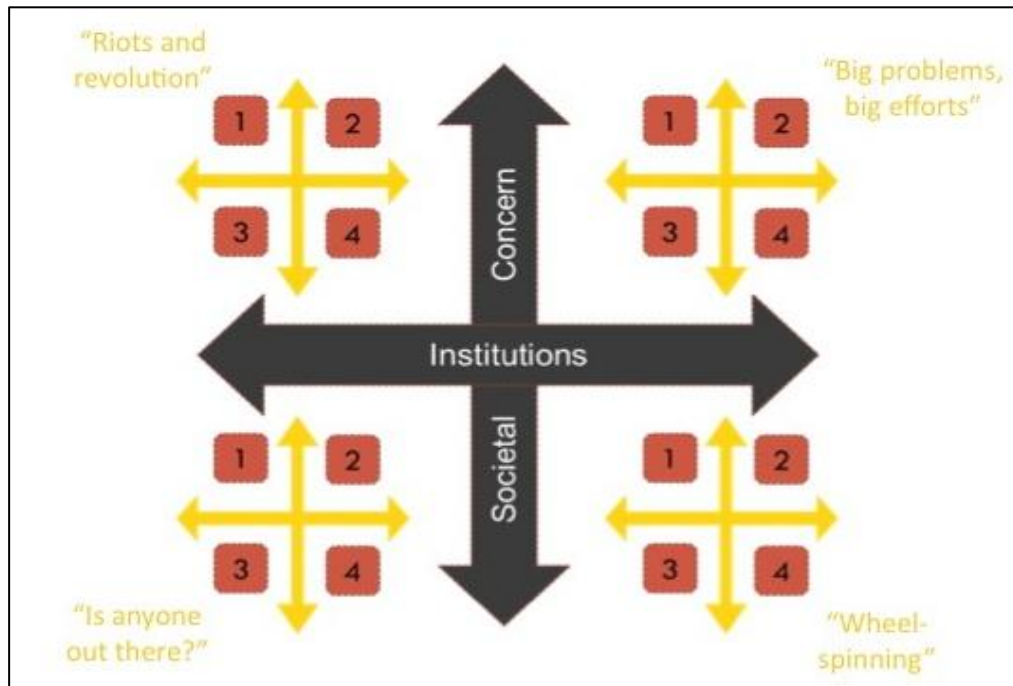 “Riots and
revolution”
“Big problems,
big efforts”
1 2
3 4
1 2
3 4
Societal Concern
Institutions
1 2
3 4
1 2
3 4
“Is anyone
out there?”
“Wheel-
spinning”